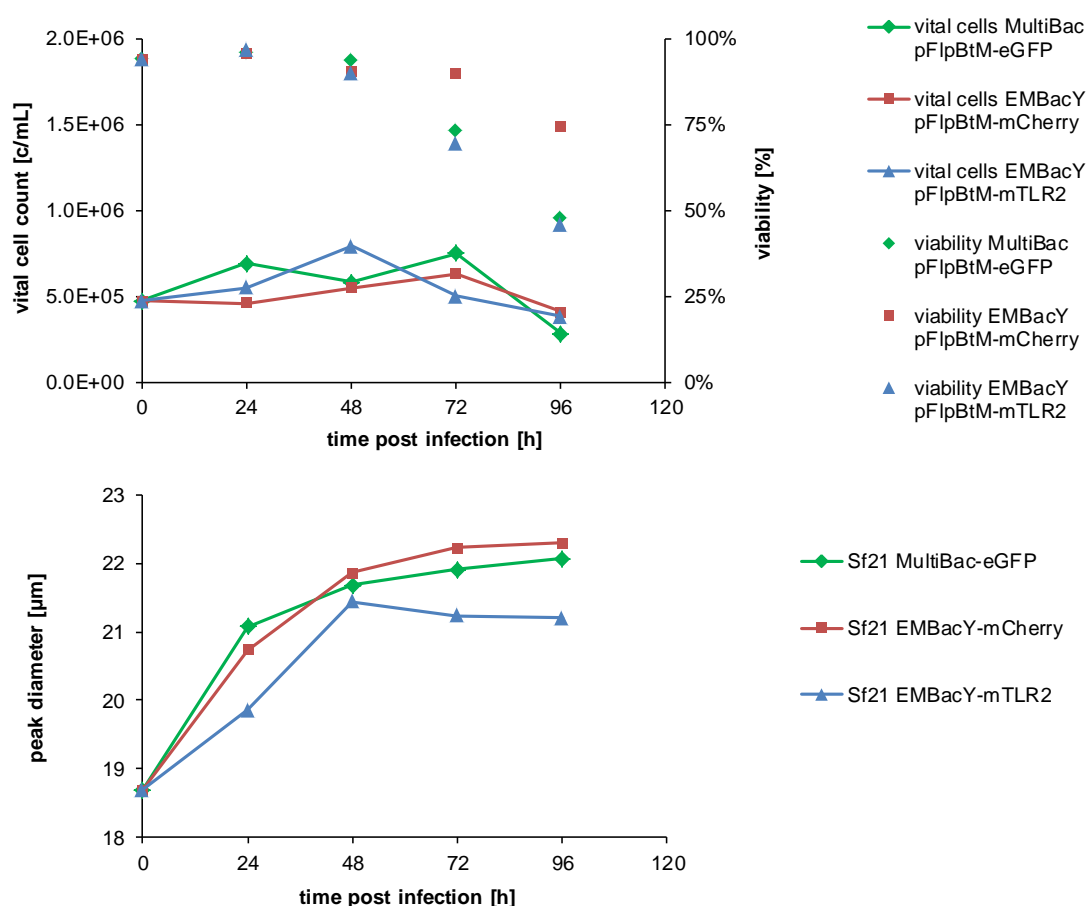 2.0E+06
1.5E+06
1.0E+06
5.0E+05
0.0E+00
vital cell count [c/mL]
100%
75%
50%
25%
0%
viability [%]
0 24 48 72 96 120
time post infection [h]
vital cells MultiBac
pFlpBtM-eGFP
vital cells EMBacY
pFlpBtM-mCherry
vital cells EMBacY
pFlpBtM-mTLR2
viability MultiBac
pFlpBtM-eGFP
viability EMBacY
pFlpBtM-mCherry
viability EMBacY
pFlpBtM-mTLR2
23
22
21
20
19
18
peak diameter [µm]
0 24 48 72 96 120
time post infection [h]
Sf21 MultiBac-eGFP
Sf21 EMBacY-mCherry
Sf21 EMBacY-mTLR2